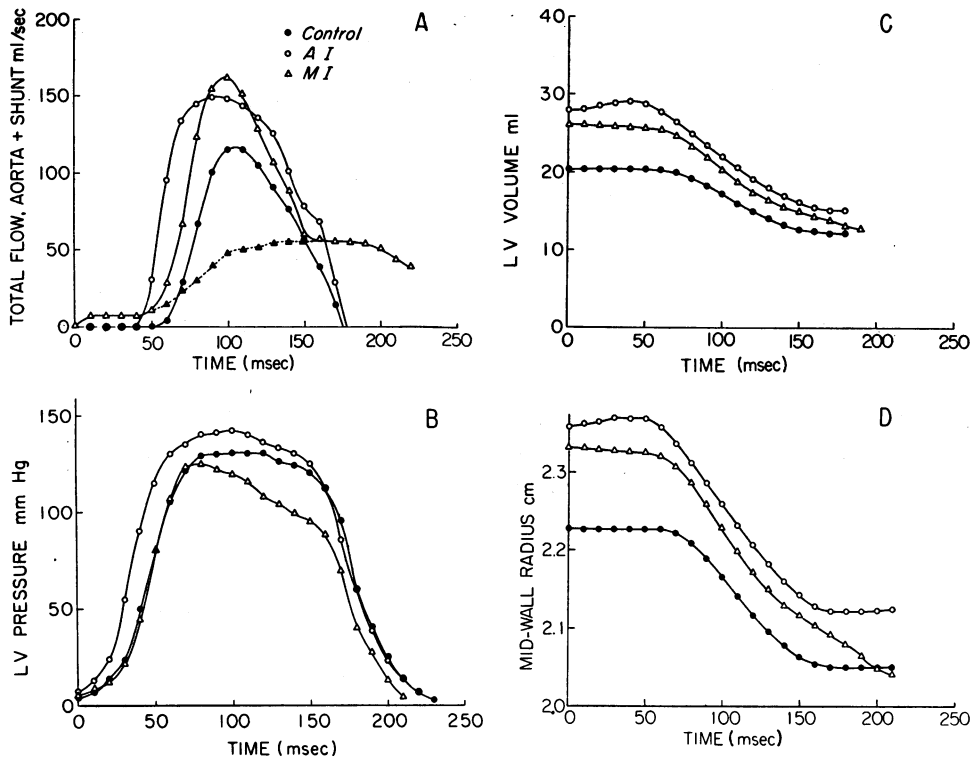 A
Control
A I
M I
200
150
100
50
0
TOTAL FLOW, AORTA + SHUNT ml/sec
0 50 100 150 200 250
TIME (msec)
C
40
30
20
10
0
LV VOLUME ml
0 50 100 150 200 250
TIME (msec)
B
150
100
50
0
LV PRESSURE mm Hg
0 50 100 150 200 250
TIME (msec)
D
2.3
2.2
2.1
2.0
MID-WALL RADIUS cm
0 50 100 150 200 250
TIME (msec)